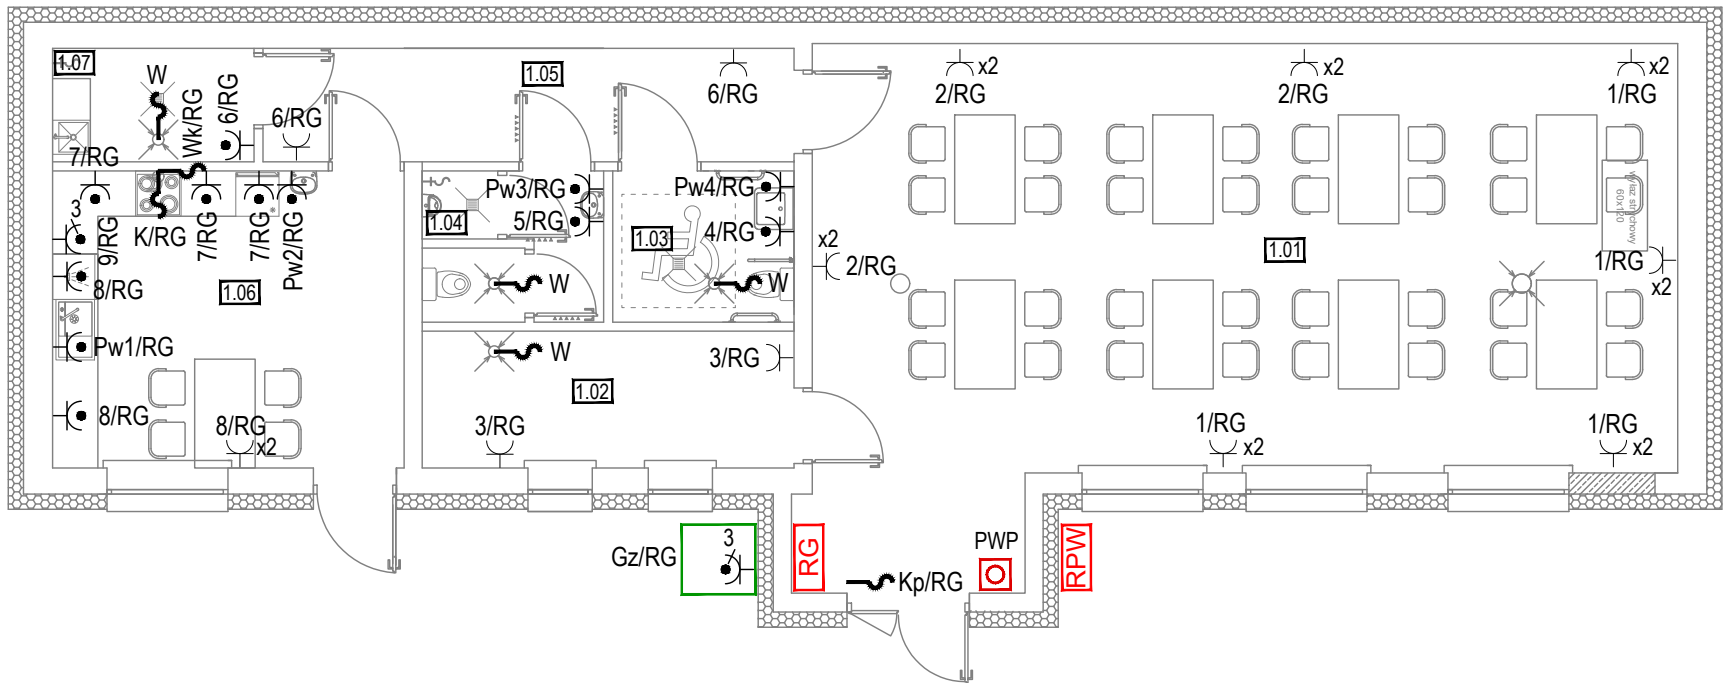 1.07
W
Wk/RG
6/RG
6/RG
1.05
6/RG
x2
2/RG
x2
2/RG
x2
1/RG
7/RG
3
9/RG
K/RG
7/RG
7/RG
Pw2/RG
8/RG
1.06
Pw1/RG
8/RG
8/RG
x2
Pw3/RG
5/RG
1.04
W
Pw4/RG
4/RG
1.03
W
W
1.02
3/RG
3/RG
x2
2/RG
1.01
właz strychowy
60x120
1/RG
x2
1/RG
x2
1/RG
x2
Gz/RG
3
RG
Kp/RG
PWP
RPW